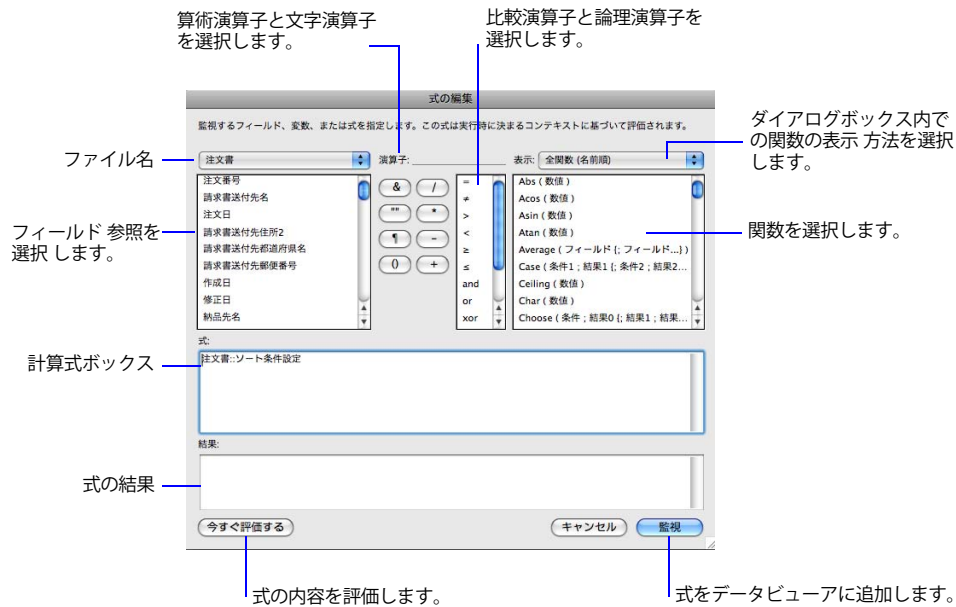 算術演算子と文字演算子
を選択します。
比較演算子と論理演算子を
選択します。
式の編集
監視するフィールド、変数、または式を指定します。この式は実行時に決まるコンテキストに基づいて評価されます。
ダイアログボックス内で
の関数の表示 方法を選択
します。
ファイル名
注文書
演算子:
表示: 全関数 (名前順)
フィールド 参照を
選択 します。
注文番号
請求書送付先名
注文日
請求書送付先住所2
請求書送付先都道府県名
請求書送付先郵便番号
作成日
修正日
納品先名
& /
"" *
¶ -
() +
=
≠
>
<
≥
≤
and
or
xor
Abs ( 数値 )
Acos ( 数値 )
Asin ( 数値 )
Atan ( 数値 )
Average ( フィールド {; フィールド...} )
Case ( 条件1 ; 結果1 {; 条件2 ; 結果2...
Ceiling ( 数値 )
Char ( 数値 )
Choose ( 条件 ; 結果0 {; 結果1 ; 結果...
関数を選択します。
式:
計算式ボックス
注文書::ソート条件設定
結果:
式の結果
今すぐ評価する
キャンセル
監視
式の内容を評価します。
式をデータビューアに追加します。